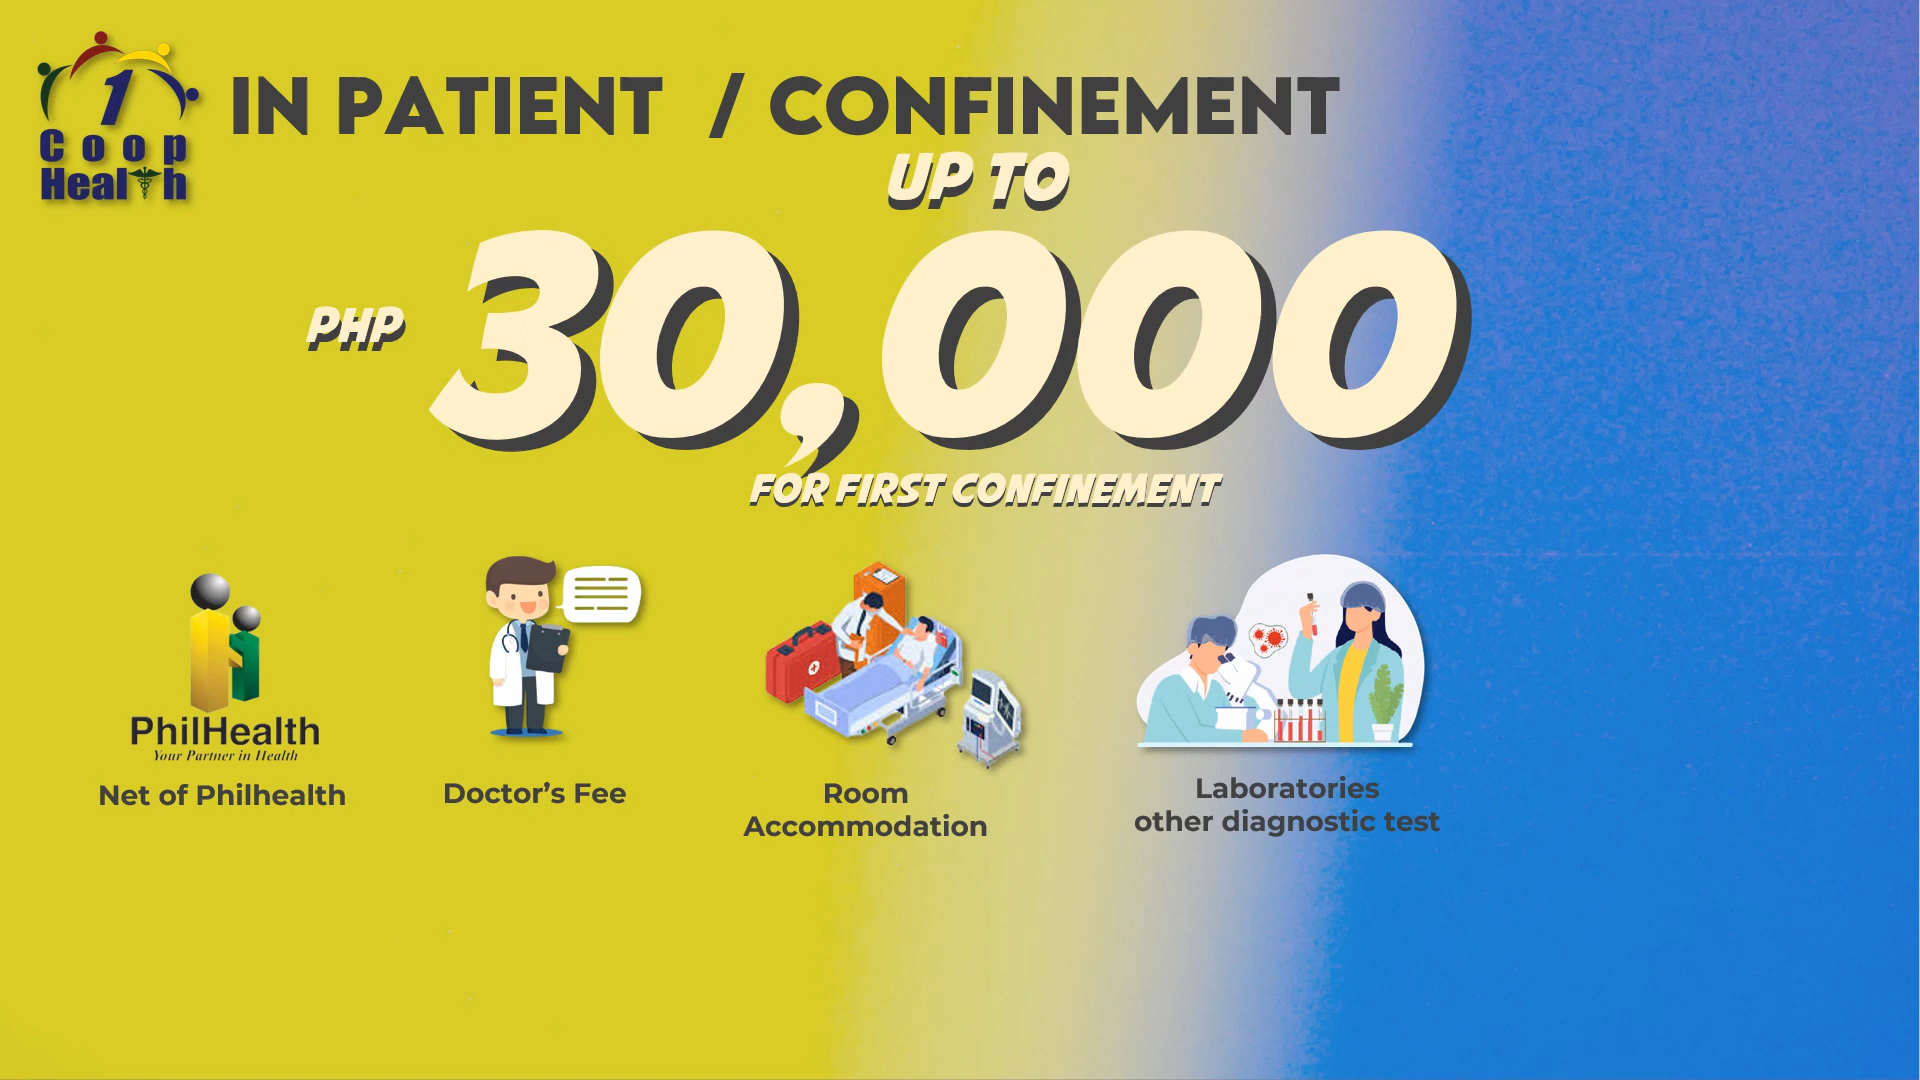 1
Coop
Health
IN PATIENT / CONFINEMENT
UP TO
PHP 30,000
FOR FIRST CONFINEMENT
PhilHealth
Your Partner in Health
Net of Philhealth
Doctor’s Fee
Room
Accommodation
Laboratories
other diagnostic test